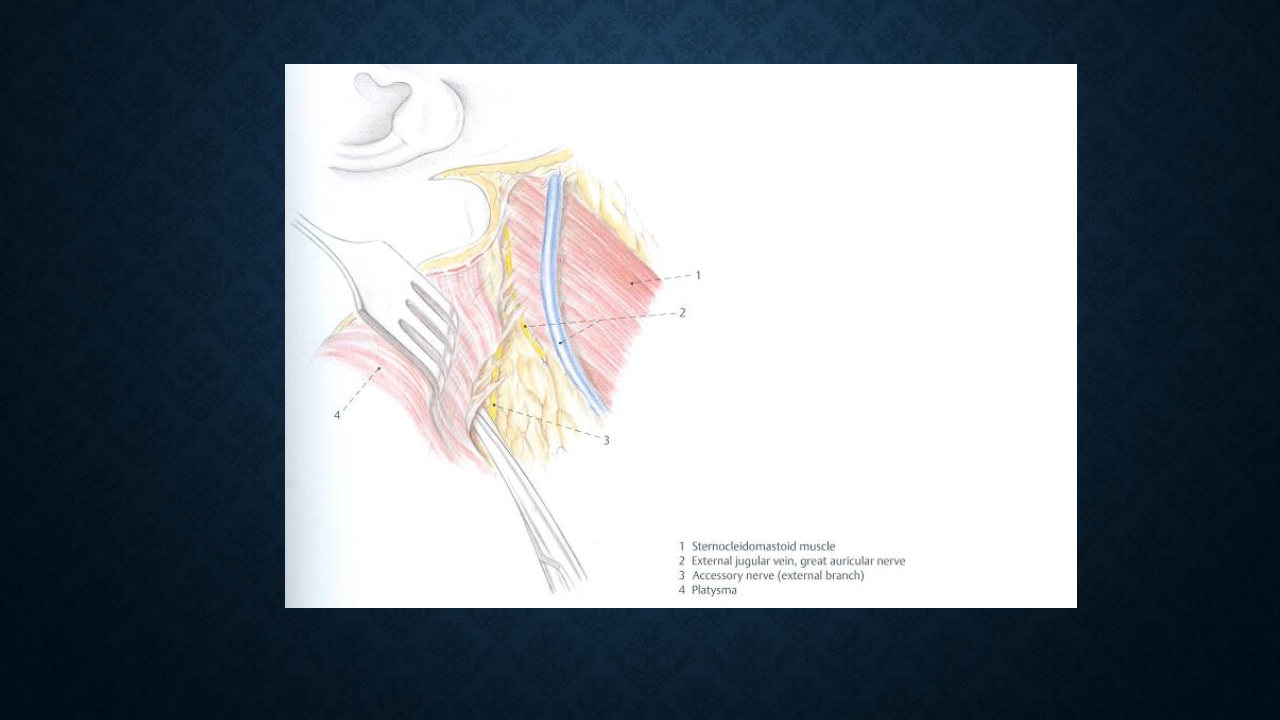 1
2
4
3
1 Sternocleidomastoid muscle
2 External jugular vein, great auricular nerve
3 Accessory nerve (external branch)
4 Platysma